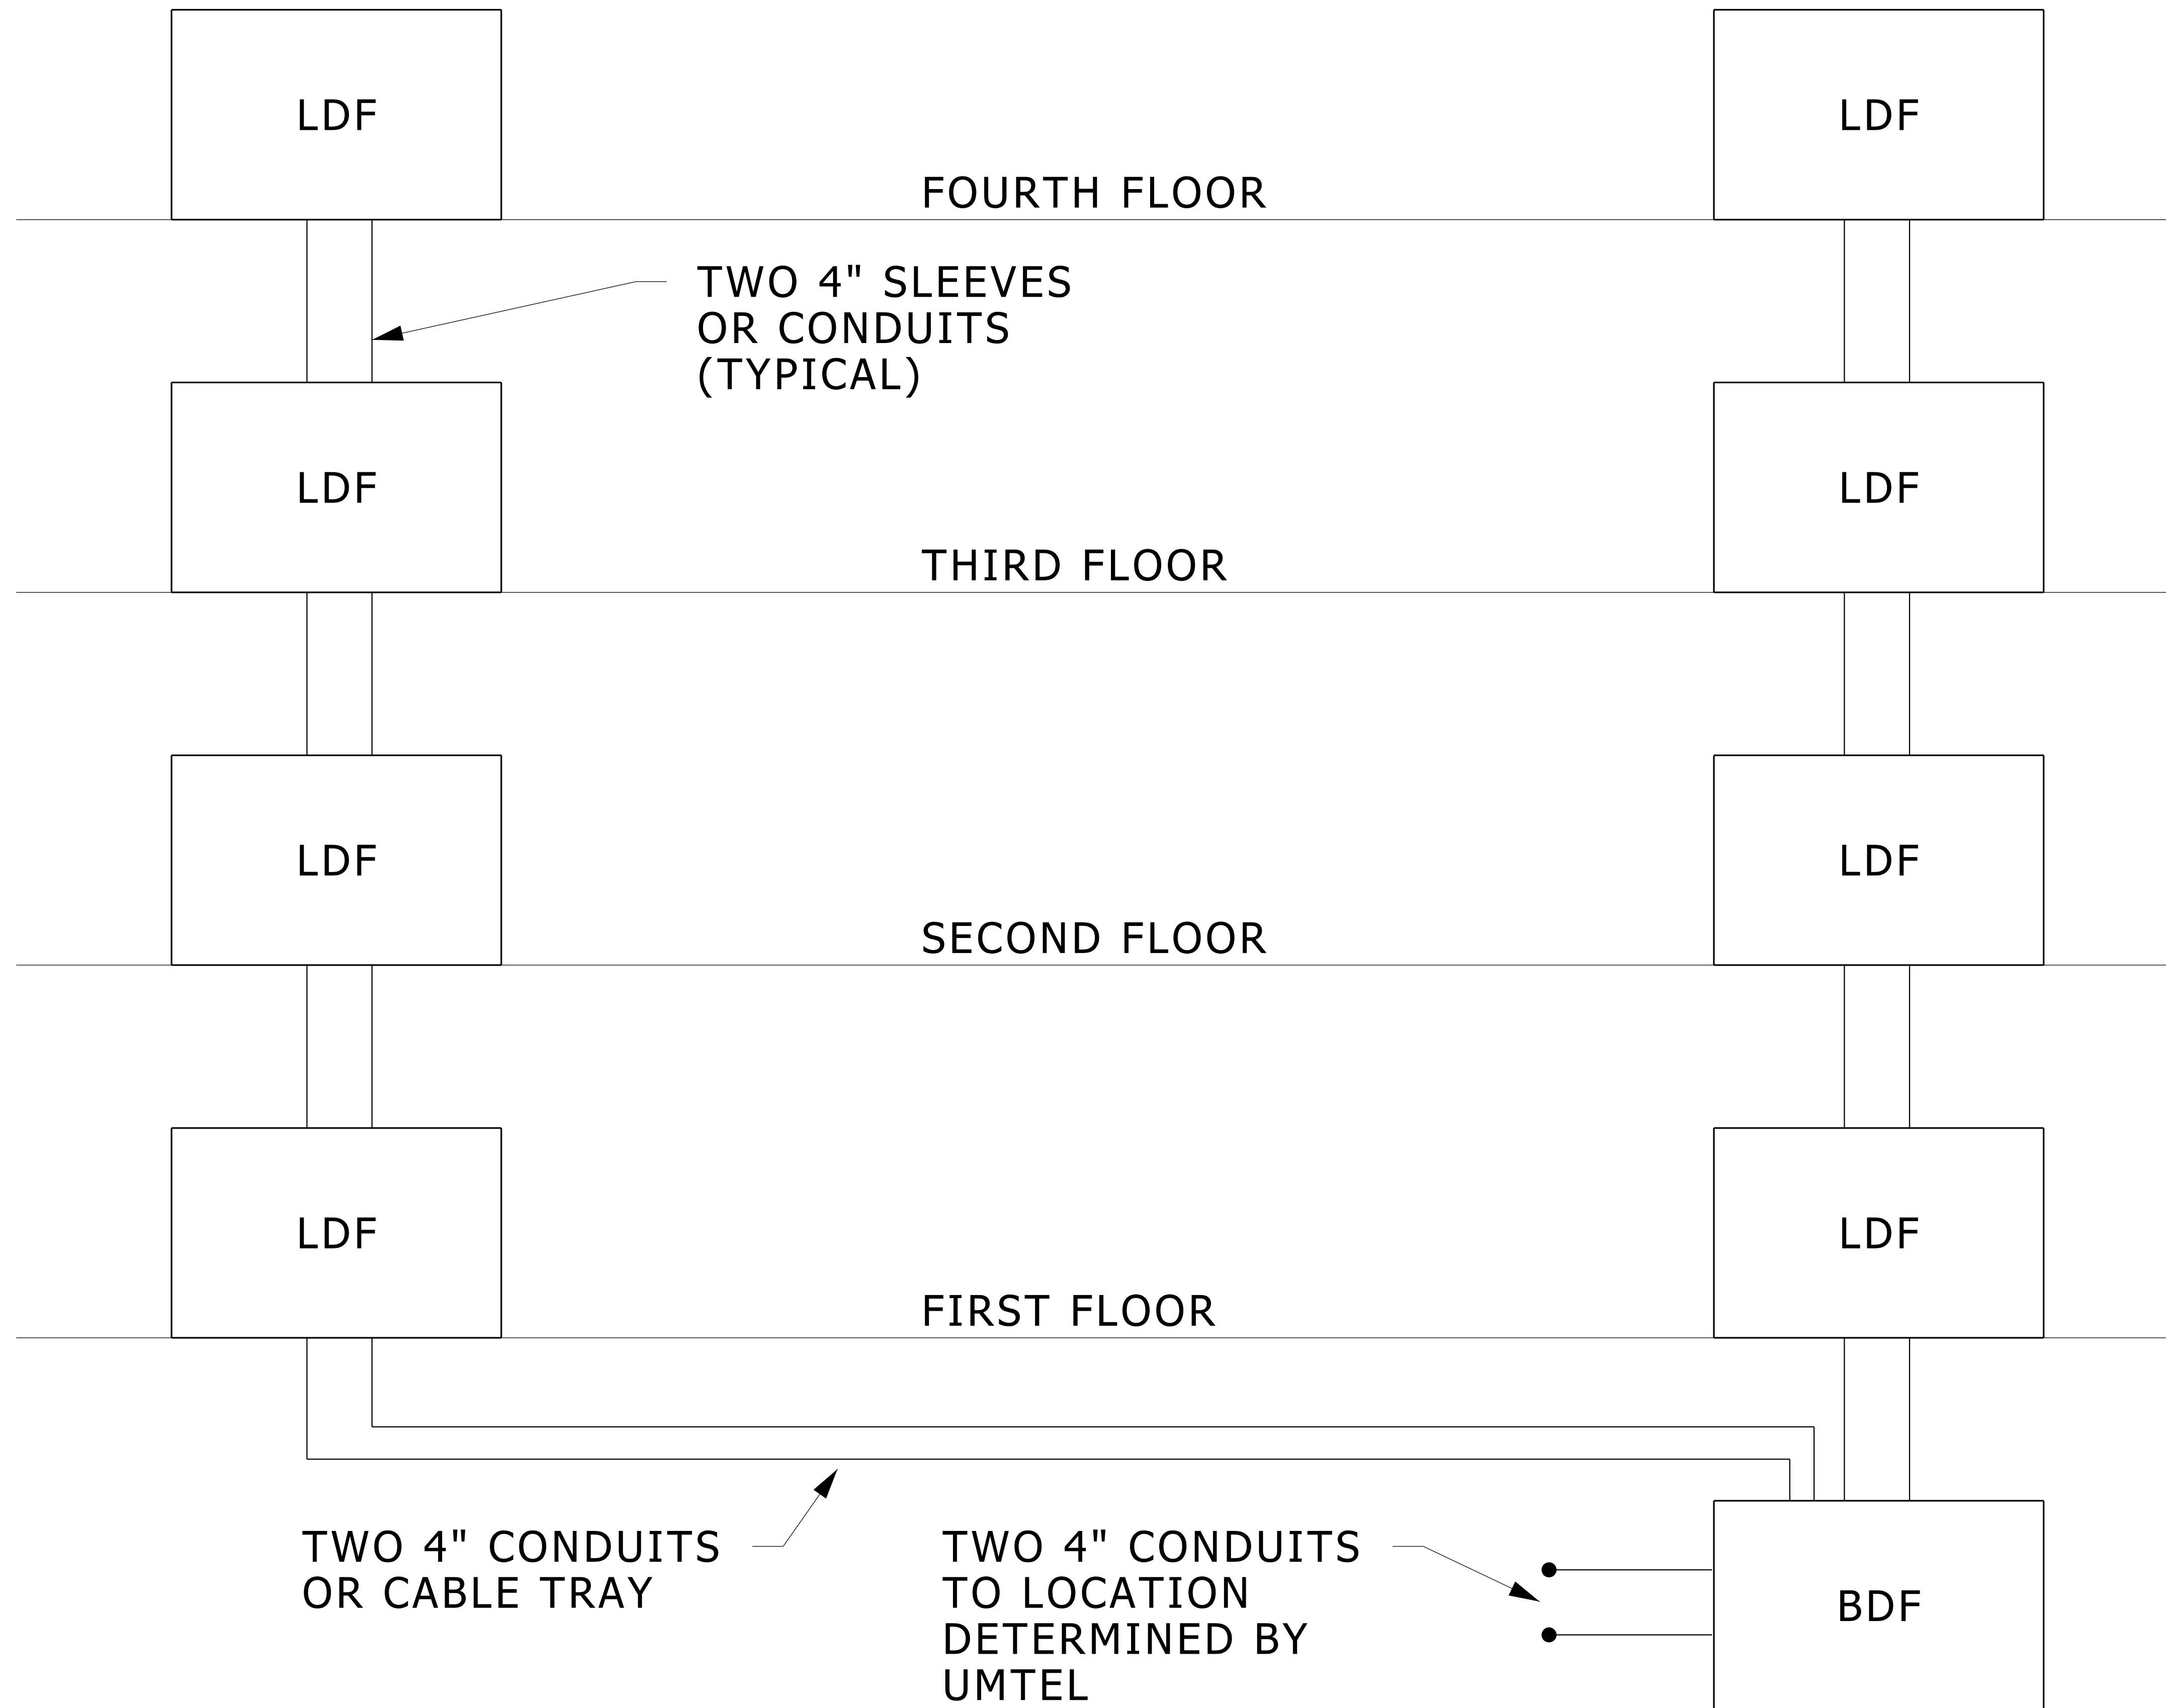 LDF
LDF
FOURTH FLOOR
TWO 4" SLEEVES
OR CONDUITS
(TYPICAL)
LDF
LDF
THIRD FLOOR
LDF
LDF
SECOND FLOOR
LDF
LDF
FIRST FLOOR
TWO 4" CONDUITS
OR CABLE TRAY
TWO 4" CONDUITS
TO LOCATION
DETERMINED BY
UMTEL
BDF